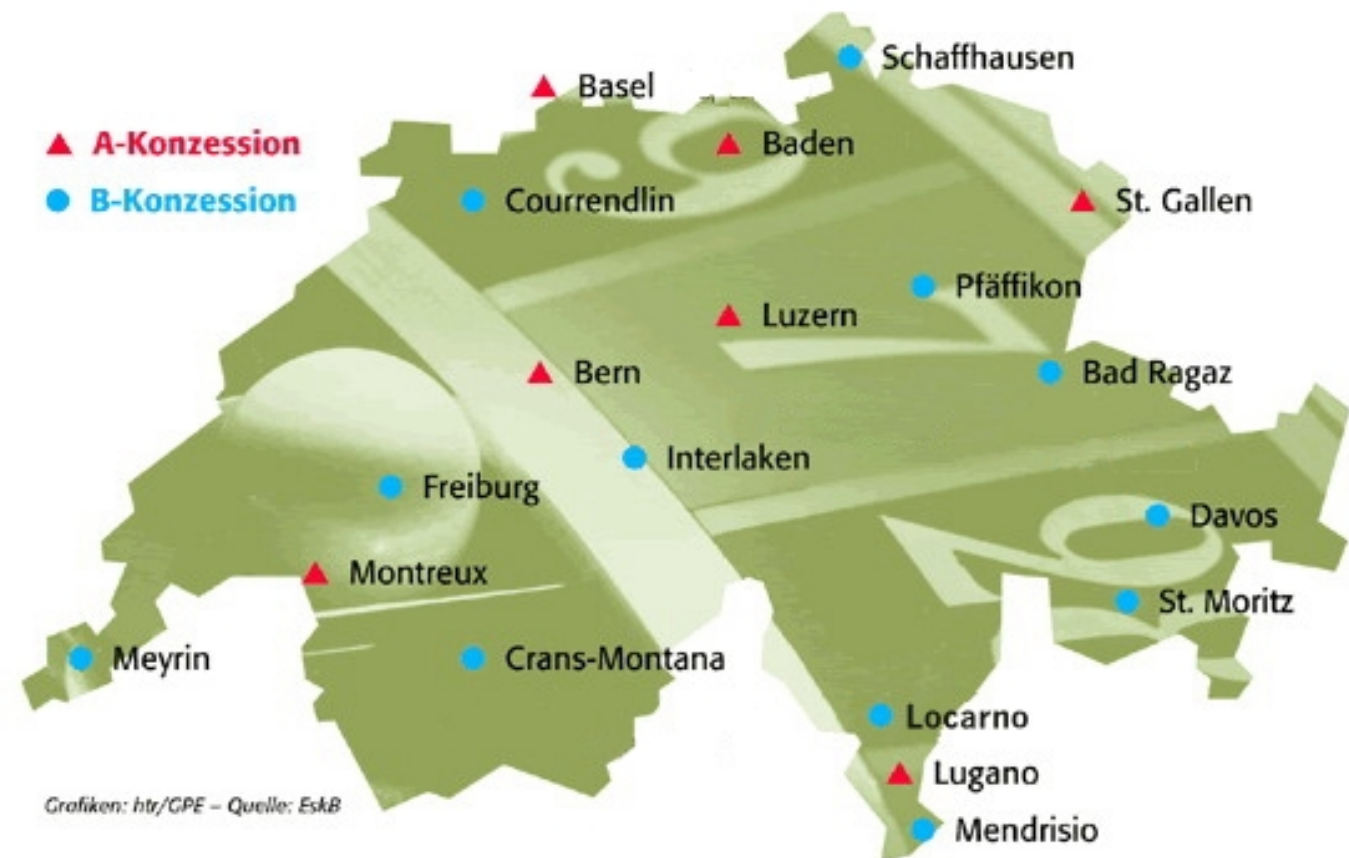 Schaffhausen
Basel
A-Konzession
Baden
B-Konzession
Courrendlin
St. Gallen
Pfäffikon
Luzern
Bern
Bad Ragaz
Interlaken
Freiburg
Davos
Montreux
St. Moritz
Meyrin
Crans-Montana
Locarno
Lugano
Grafiken: htr/GPE – Quelle: EskB
Mendrisio